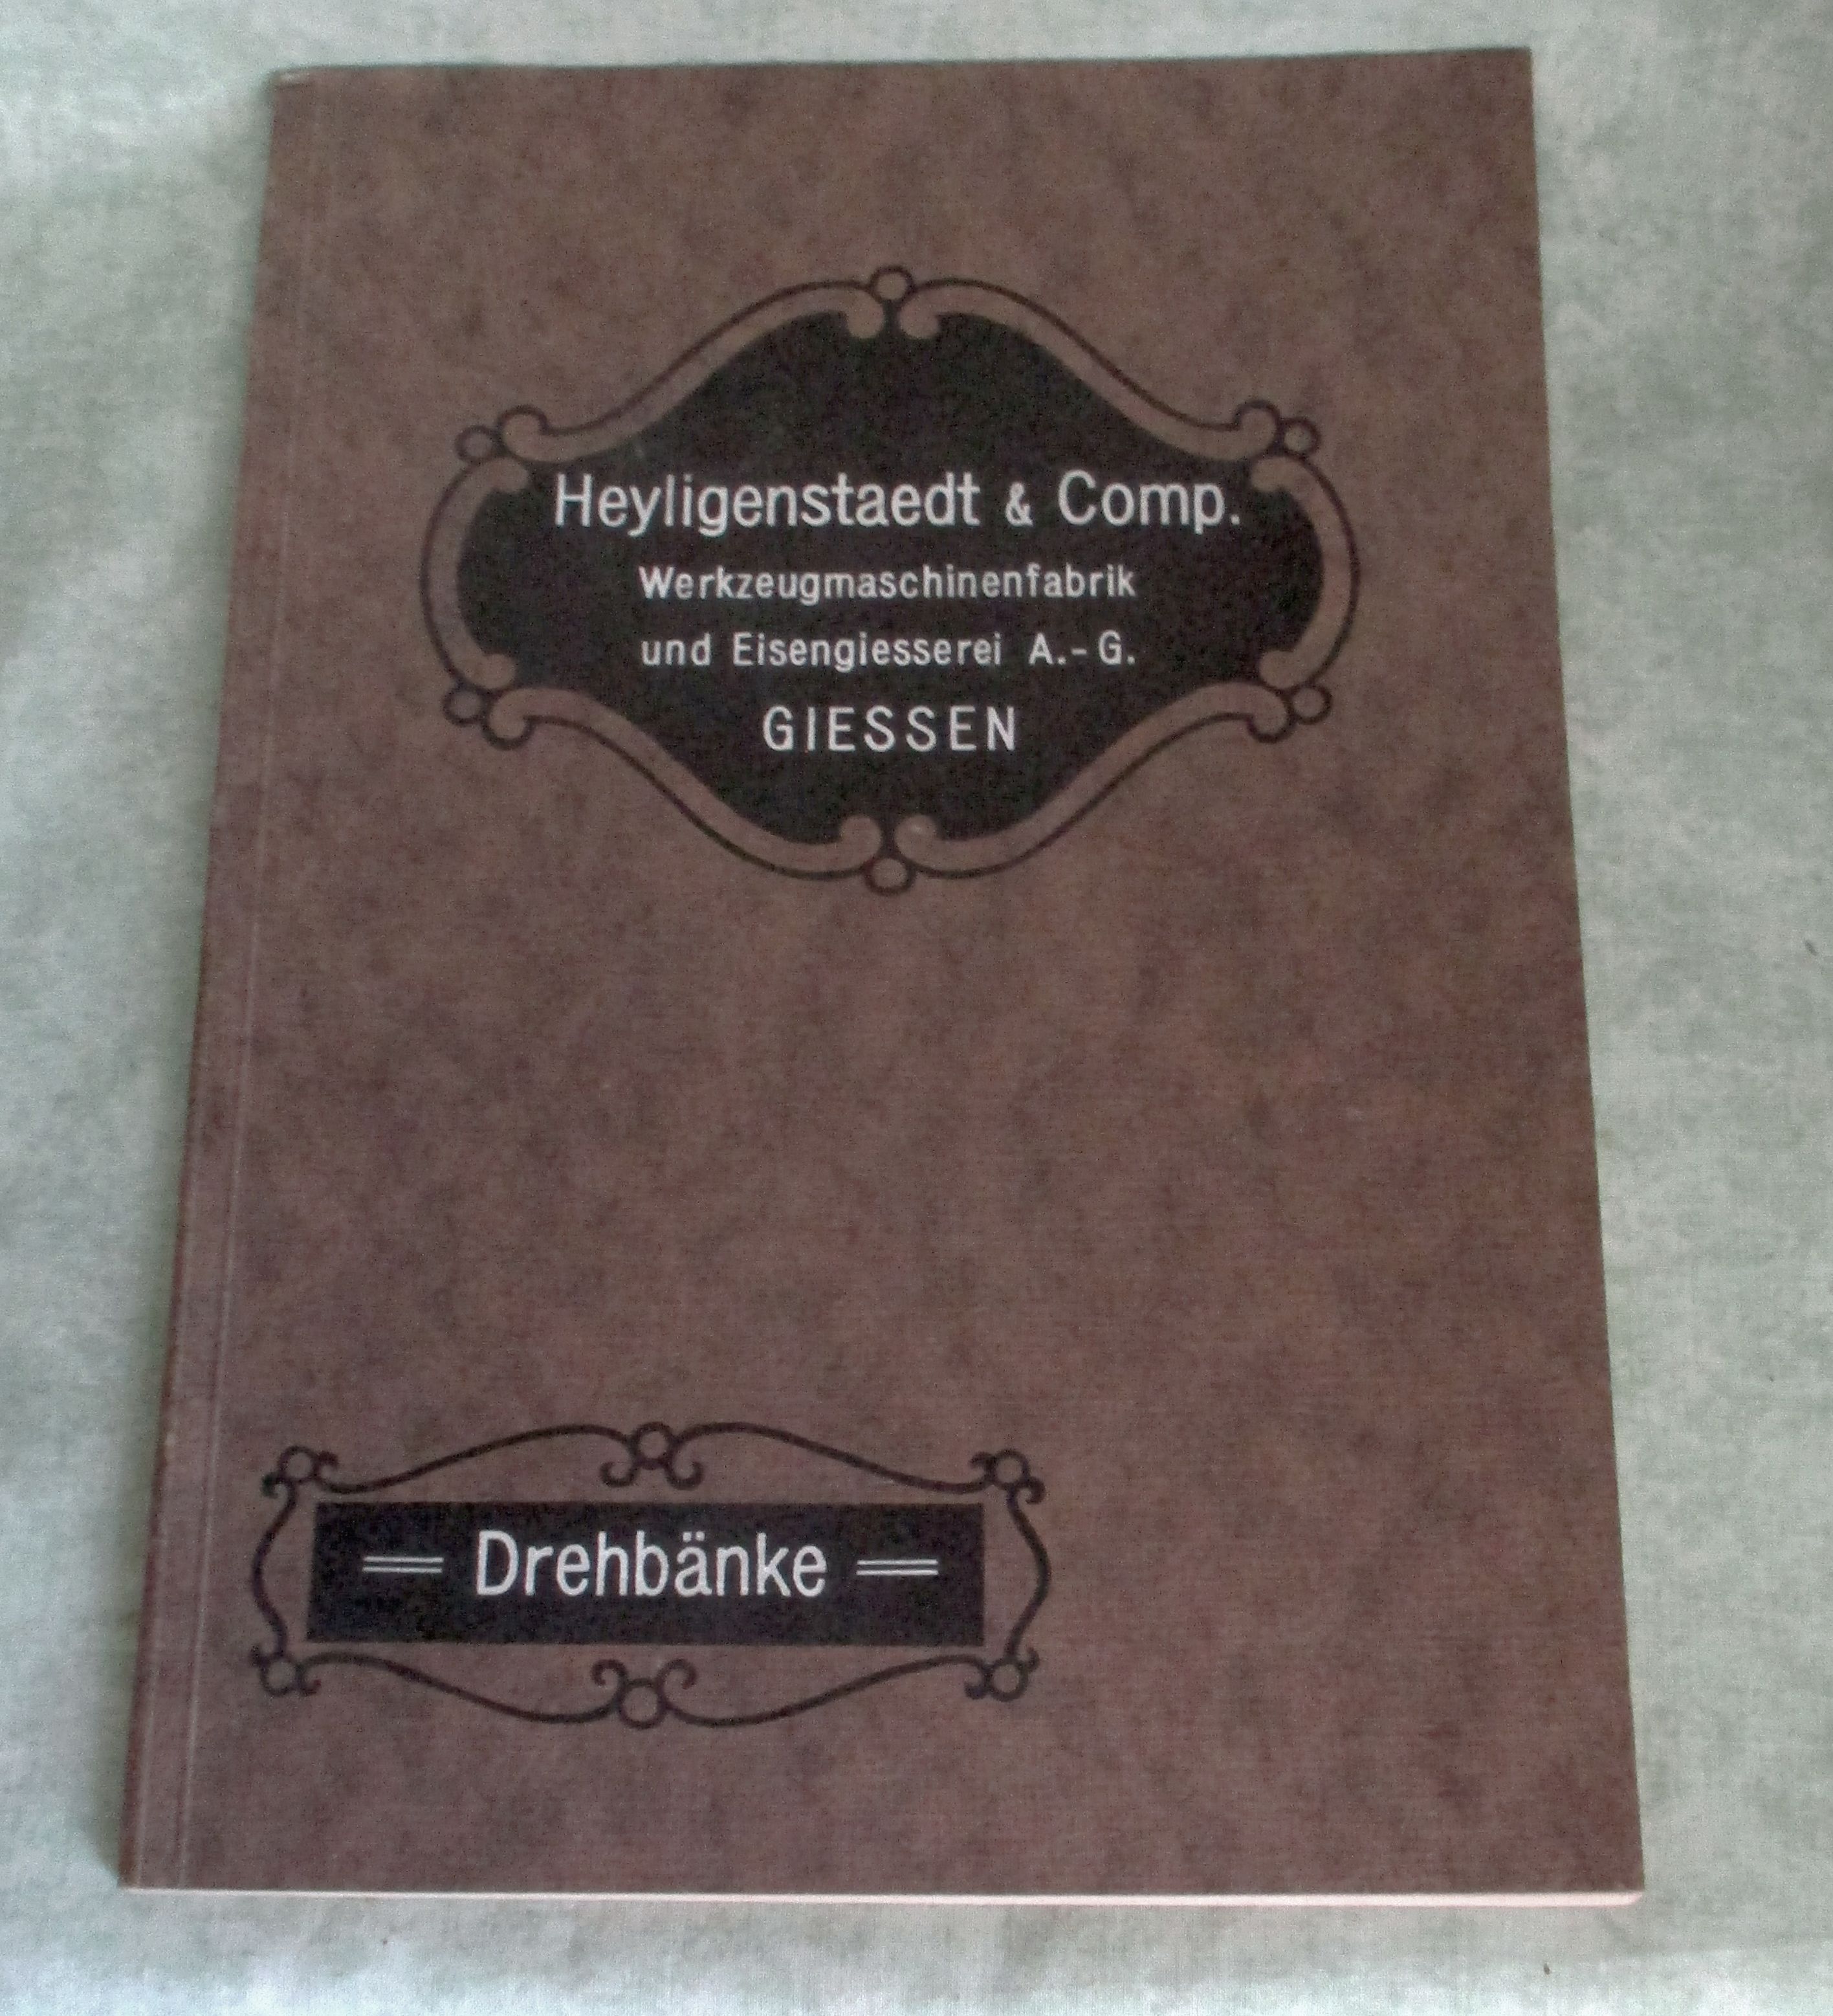 Heyligenstaedt & Comp.
Werkzeugmaschinenfabrik
und Eisengiesserei A.-G.
GIESSEN
Drehbänke